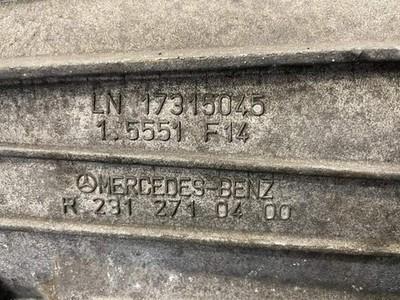 LN 17315045
1.5551 F14
MERCEDES-BENZ
R 231 271 04 00